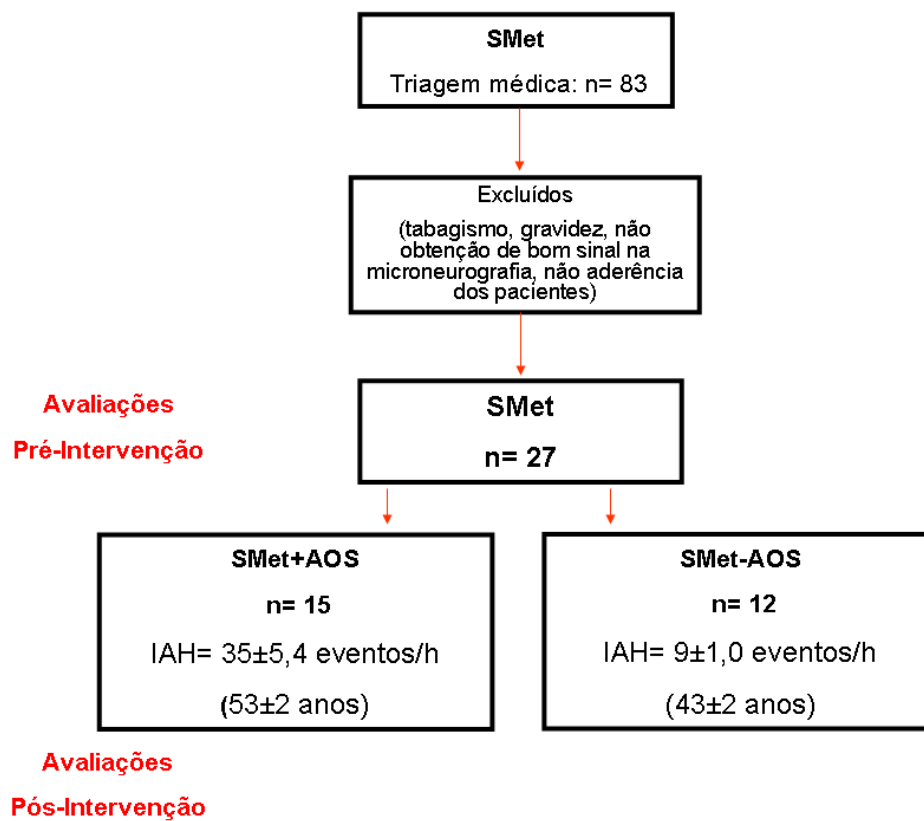 SMet
Triagem médica: n= 83
Excluídos
(tabagismo, gravidez, não
obtenção de bom sinal na
microneurografia, não aderência
dos pacientes)
Avaliações
Pré-Intervenção
SMet
n= 27
SMet+AOS
n= 15
IAH= 35±5,4 eventos/h
(53±2 anos)
SMet-AOS
n= 12
IAH= 9±1,0 eventos/h
(43±2 anos)
Avaliações
Pós-Intervenção